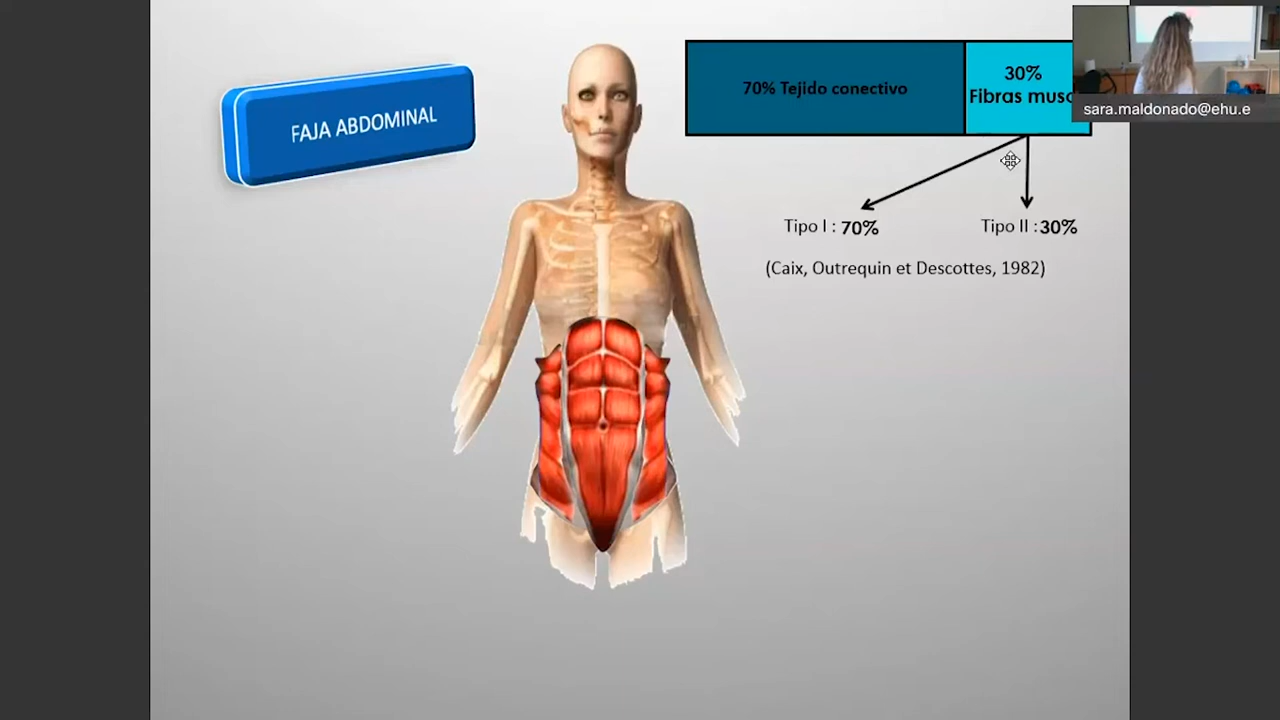 FAJA ABDOMINAL
70% Tejido conectivo
30%
Fibras musc
sara.maldonado@ehu.e
Tipo I : 70%
Tipo II : 30%
(Caix, Outrequin et Descottes, 1982)